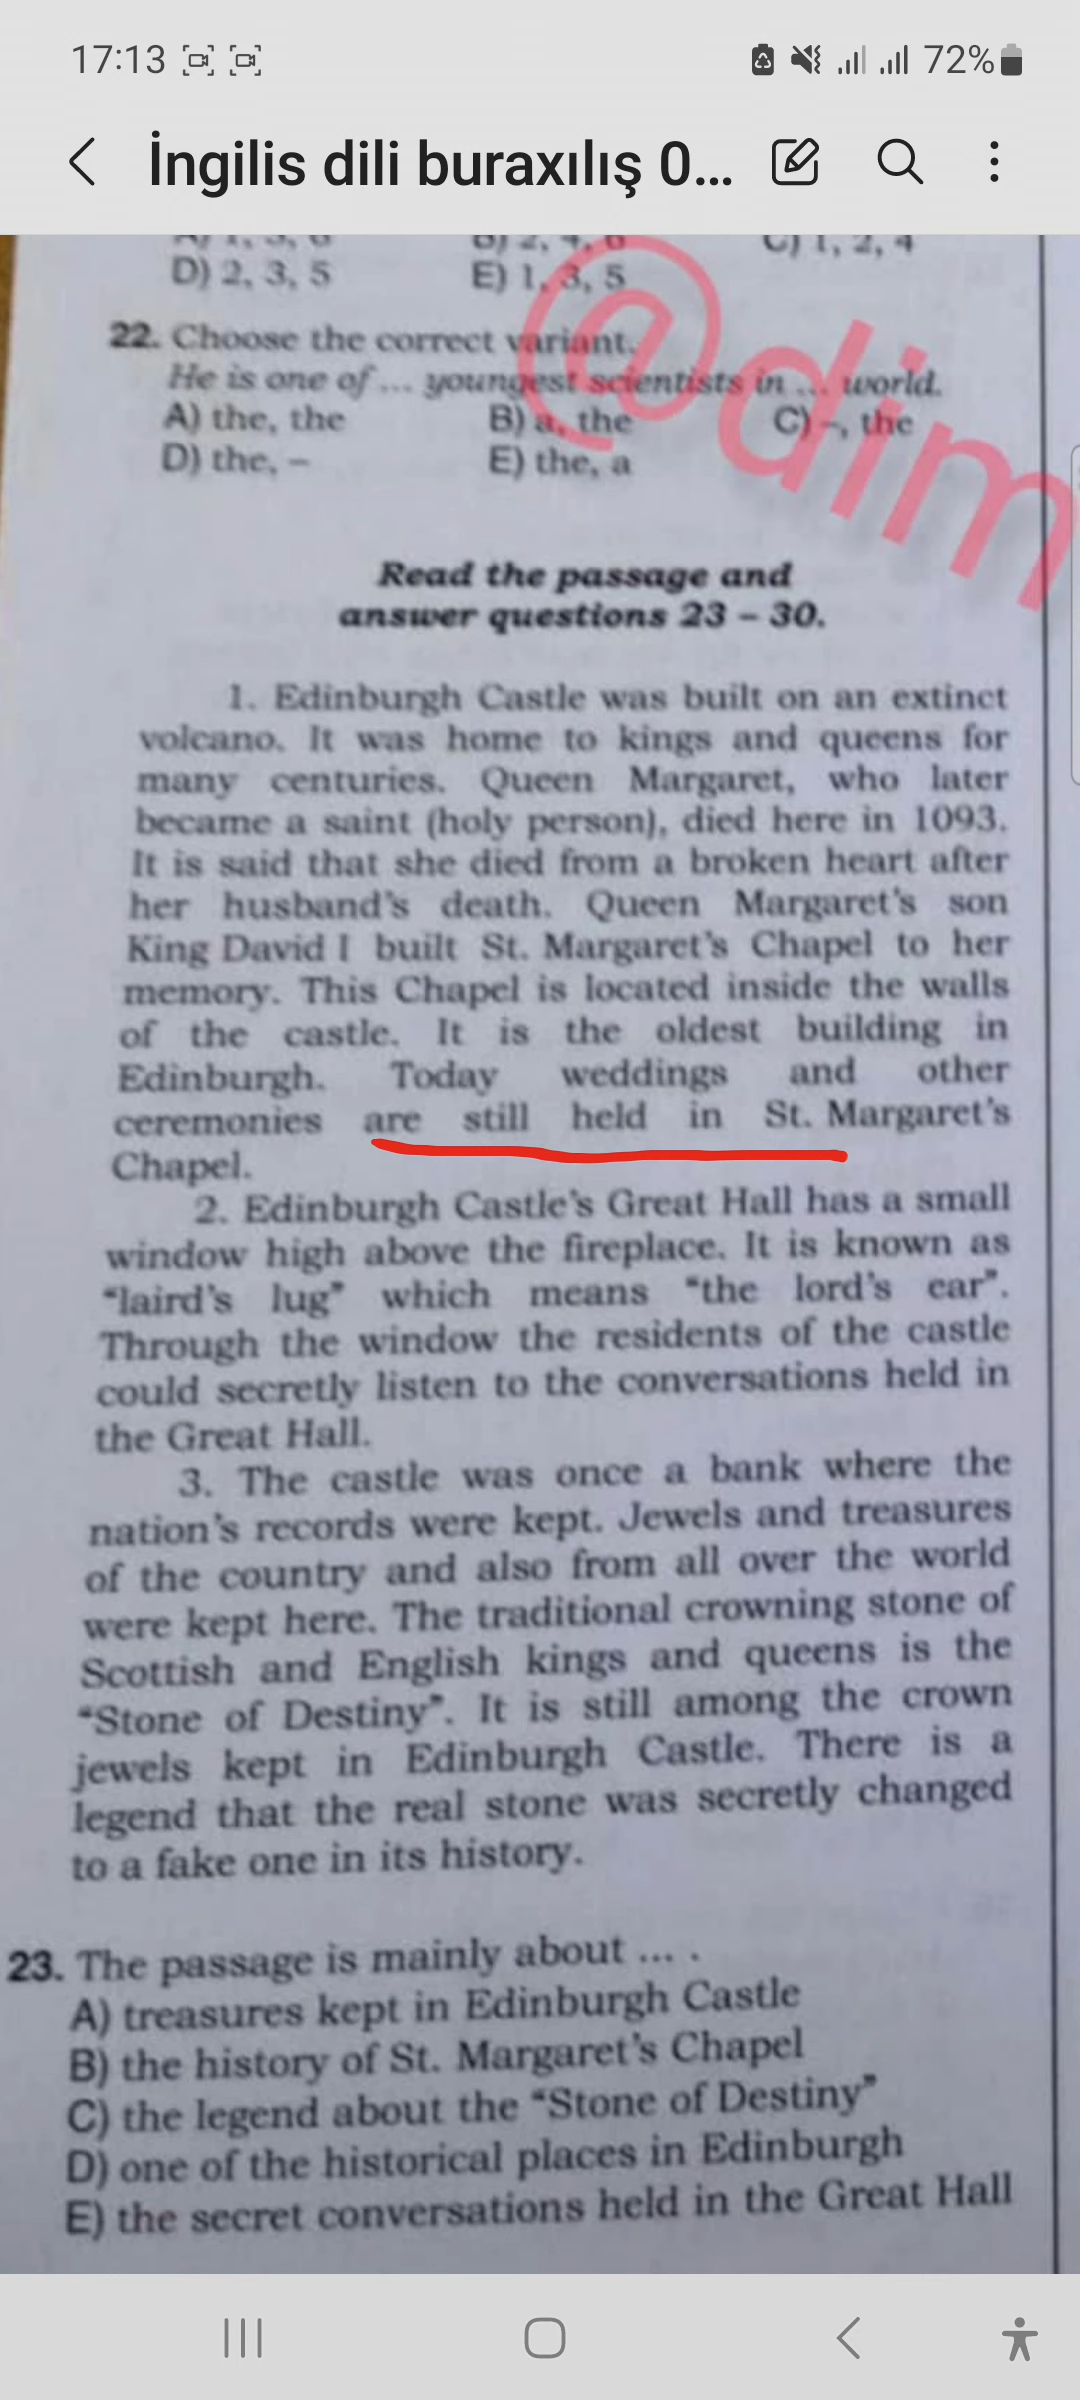 17:13
72%
İngilis dili buraxılış 0...
D) 2, 3, 5 E) 1, 3, 5
C) 1, 2, 4
22. Choose the correct variant.
He is one of ... youngest scientists in ... world.
A) the, the B) a, the C) –, the
D) the, – E) the, a
@dim
Read the passage and
answer questions 23 – 30.
1. Edinburgh Castle was built on an extinct
volcano. It was home to kings and queens for
many centuries. Queen Margaret, who later
became a saint (holy person), died here in 1093.
It is said that she died from a broken heart after
her husband's death. Queen Margaret's son
King David I built St. Margaret's Chapel to her
memory. This Chapel is located inside the walls
of the castle. It is the oldest building in
Edinburgh. Today weddings and other
ceremonies are still held in St. Margaret's
Chapel.
2. Edinburgh Castle's Great Hall has a small
window high above the fireplace. It is known as
“laird's lug” which means “the lord's ear”.
Through the window the residents of the castle
could secretly listen to the conversations held in
the Great Hall.
3. The castle was once a bank where the
nation's records were kept. Jewels and treasures
of the country and also from all over the world
were kept here. The traditional crowning stone of
Scottish and English kings and queens is the
“Stone of Destiny”. It is still among the crown
jewels kept in Edinburgh Castle. There is a
legend that the real stone was secretly changed
to a fake one in its history.
23. The passage is mainly about ... .
A) treasures kept in Edinburgh Castle
B) the history of St. Margaret's Chapel
C) the legend about the “Stone of Destiny”
D) one of the historical places in Edinburgh
E) the secret conversations held in the Great Hall